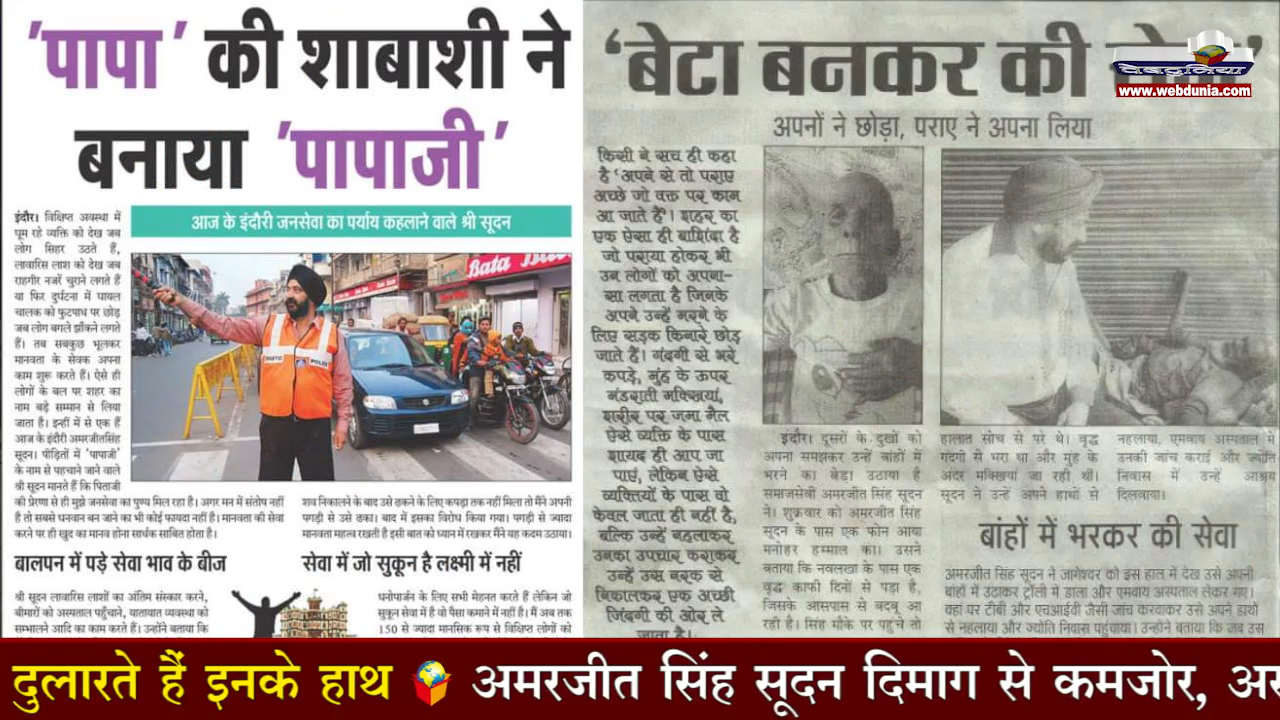 'पापा' की शाबाशी ने
बनाया 'पापाजी'
आज के इंदौरी जनसेवा का पर्याय कहलाने वाले श्री सूदन
इंदौर। विक्षिप्त अवस्था में
घूम रहे व्यक्ति को देख जब
लोग सिहर उठते हैं,
लावारिस लाश को देख जब
राहगीर नजरें चुराने लगते हैं
या फिर दुर्घटना में घायल
चालक को फुटपाथ पर छोड़
जब लोग बगले झाँकने लगते
हैं। तब सबकुछ भूलकर
मानवता के सेवक अपना
काम शुरू करते हैं। ऐसे ही
लोगों के बल पर शहर का
नाम बड़े सम्मान से लिया
जाता है। इन्हीं में से एक हैं
आज के इंदौरी अमरजीतसिंह
सूदन। पीड़ितों में 'पापाजी'
के नाम से पहचाने जाने वाले
श्री सूदन मानते हैं कि पिताजी
की प्रेरणा से ही मुझे जनसेवा का पुण्य मिल रहा है। अगर मन में संतोष नहीं
है तो सबसे धनवान बन जाने का भी कोई फायदा नहीं है। मानवता की सेवा
करने पर ही खुद का मानव होना सार्थक साबित होता है।
बालपन में पड़े सेवा भाव के बीज
श्री सूदन लावारिस लाशों का अंतिम संस्कार करने,
बीमारों को अस्पताल पहुँचाने, यातायात व्यवस्था को
सम्भालने आदि का काम करते हैं। उन्होंने बताया कि
Bata
POLICE
शव निकालने के बाद उसे ढकने के लिए कपड़ा तक नहीं मिला तो मैंने अपनी
पगड़ी से उसे ढका। बाद में इसका विरोध किया गया। पगड़ी से ज्यादा
मानवता महत्व रखती है इसी बात को ध्यान में रखकर मैंने यह कदम उठाया।
सेवा में जो सुकून है लक्ष्मी में नहीं
धनोपार्जन के लिए सभी मेहनत करते हैं लेकिन जो
सुकून सेवा में है वो पैसा कमाने में नहीं है। मैं अब तक
150 से ज्यादा मानसिक रूप से विक्षिप्त लोगों को
'बेटा बनकर की
वेबदुनिया
www.webdunia.com
अपनों ने छोड़ा, पराए ने अपना लिया
किसी ने सच ही कहा
है 'अपने से तो पराए
अच्छे जो वक्त पर काम
आ जाते हैं'। शहर का
एक ऐसा ही बाशिंदा है
जो पराया होकर भी
उन लोगों को अपना-
सा लगता है जिनके
अपने उन्हें मरने के
लिए सड़क किनारे छोड़
जाते हैं। गंदगी से भरे
कपड़े, मुंह के ऊपर
मंडराती मक्खियां,
शरीर पर जमा मैल
ऐसे व्यक्ति के पास
शायद ही आप जा
पाएं, लेकिन ऐसे
व्यक्तियों के पास वो
केवल जाता ही नहीं है,
बल्कि उन्हें नहलाकर
उनका उपचार कराकर
उन्हें उस नरक से
निकालकर एक अच्छी
जिंदगी की ओर ले
जाता है।
इंदौर। दूसरों के दुखों को
अपना समझकर उन्हें बांहों में
भरने का बेड़ा उठाया है
समाजसेवी अमरजीत सिंह सूदन
ने। शुक्रवार को अमरजीत सिंह
सूदन के पास एक फोन आया
मनोहर हम्माल का। उसने
बताया कि नवलखा के पास एक
वृद्ध काफी दिनों से पड़ा है,
जिसके आसपास से बदबू आ
रही है। सिंह मौके पर पहुंचे तो
हालात सोच से परे थे। वृद्ध
गंदगी से भरा था और मुंह के
अंदर मक्खियां जा रही थीं।
सूदन ने उन्हें अपने हाथों से
नहलाया, एमवाय अस्पताल में
उनकी जांच कराई और ज्योति
निवास में उन्हें आश्रय
दिलवाया।
बांहों में भरकर की सेवा
अमरजीत सिंह सूदन ने जागेश्वर को इस हाल में देख उसे अपनी
बांहों में उठाकर ट्रॉली में डाला और एमवाय अस्पताल लेकर गए।
वहां पर टीबी और एचआईवी जैसी जांच करवाकर उसे अपने हाथों
से नहलाया और ज्योति निवास पहुंचाया। उन्होंने बताया कि जब उस
दुलारते हैं इनके हाथ
अमरजीत सिंह सूदन दिमाग से कमजोर,